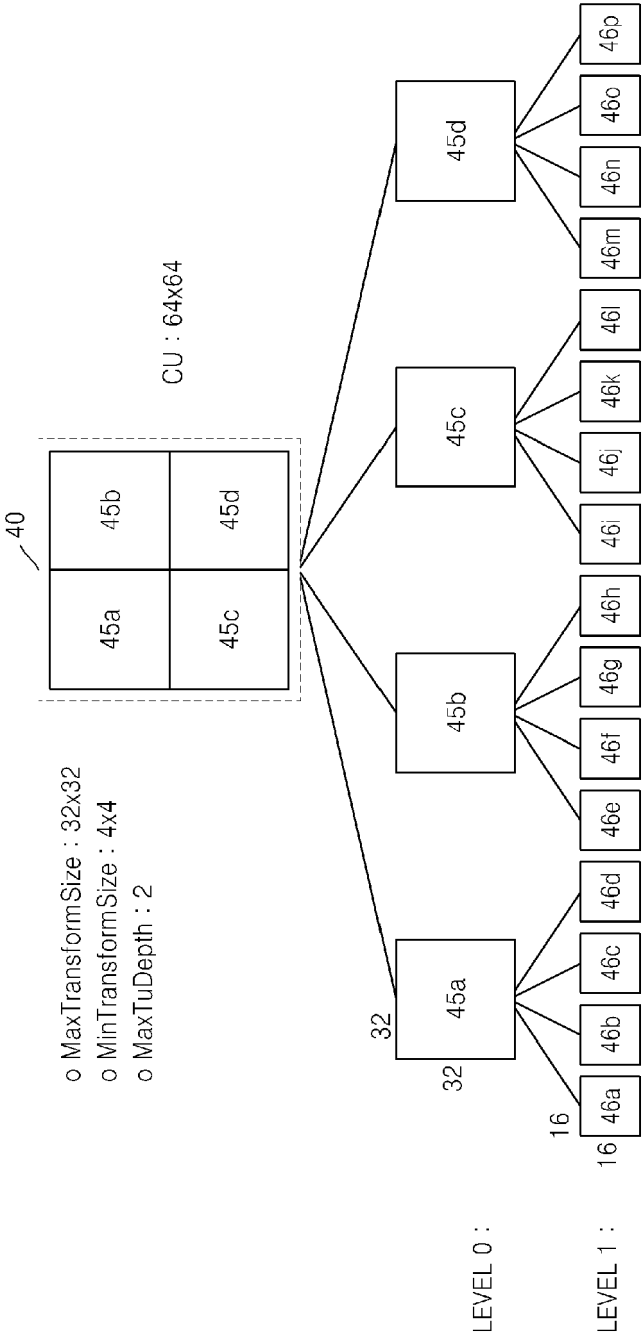 40
o MaxTransformSize : 32x32
o MinTransformSize : 4x4
o MaxTuDepth : 2
45a 45b
45c 45d
CU : 64x64
32
LEVEL 0 : 32 45a 45b 45c 45d
16
LEVEL 1 : 16 46a 46b 46c 46d 46e 46f 46g 46h 46i 46j 46k 46l 46m 46n 46o 46p